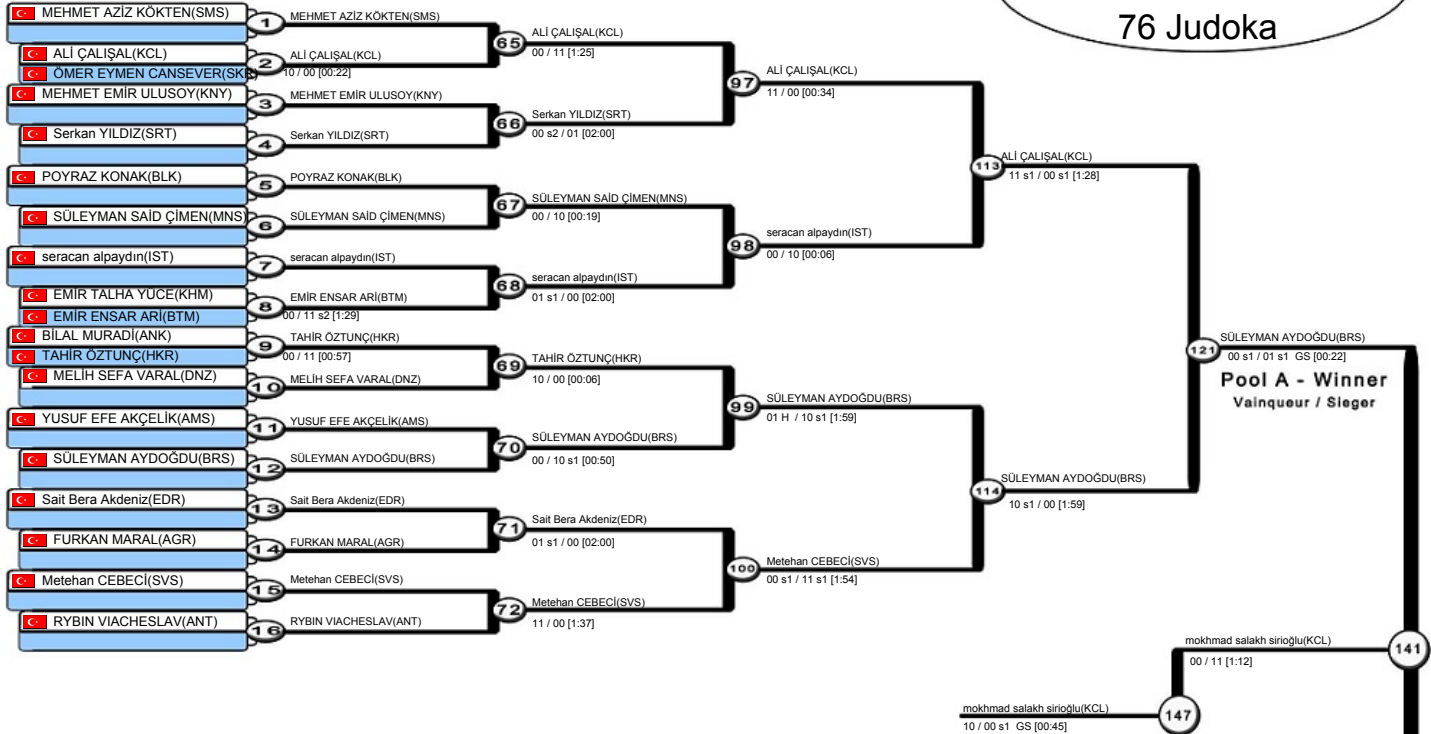 76 Judoka
MEHMET AZİZ KÖKTEN(SMS)
ALİ ÇALIŞAL(KCL)
ÖMER EYMEN CANSEVER(SKR)
MEHMET EMİR ULUSOY(KNY)
Serkan YILDIZ(SRT)
POYRAZ KONAK(BLK)
SÜLEYMAN SAİD ÇİMEN(MNS)
seracan alpaydın(IST)
EMİR TALHA YÜCE(KHM)
EMİR ENSAR ARİ(BTM)
BİLAL MURADİ(ANK)
TAHİR ÖZTUNÇ(HKR)
MELİH SEFA VARAL(DNZ)
YUSUF EFE AKÇELİK(AMS)
SÜLEYMAN AYDOĞDU(BRS)
Sait Bera Akdeniz(EDR)
FURKAN MARAL(AGR)
Metehan CEBECİ(SVS)
RYBIN VIACHESLAV(ANT)
1
MEHMET AZİZ KÖKTEN(SMS)
2
ALİ ÇALIŞAL(KCL)
10 / 00 [00:22]
3
MEHMET EMİR ULUSOY(KNY)
4
Serkan YILDIZ(SRT)
5
POYRAZ KONAK(BLK)
6
SÜLEYMAN SAİD ÇİMEN(MNS)
7
seracan alpaydın(IST)
8
EMİR ENSAR ARİ(BTM)
00 / 11 s2 [1:29]
9
TAHİR ÖZTUNÇ(HKR)
00 / 11 [00:57]
10
MELİH SEFA VARAL(DNZ)
11
YUSUF EFE AKÇELİK(AMS)
12
SÜLEYMAN AYDOĞDU(BRS)
13
Sait Bera Akdeniz(EDR)
14
FURKAN MARAL(AGR)
15
Metehan CEBECİ(SVS)
16
RYBIN VIACHESLAV(ANT)
65
ALİ ÇALIŞAL(KCL)
00 / 11 [1:25]
66
Serkan YILDIZ(SRT)
00 s2 / 01 [02:00]
67
SÜLEYMAN SAİD ÇİMEN(MNS)
00 / 10 [00:19]
68
seracan alpaydın(IST)
01 s1 / 00 [02:00]
69
TAHİR ÖZTUNÇ(HKR)
10 / 00 [00:06]
70
SÜLEYMAN AYDOĞDU(BRS)
00 / 10 s1 [00:50]
71
Sait Bera Akdeniz(EDR)
01 s1 / 00 [02:00]
72
Metehan CEBECİ(SVS)
11 / 00 [1:37]
97
ALİ ÇALIŞAL(KCL)
11 / 00 [00:34]
98
seracan alpaydın(IST)
00 / 10 [00:06]
99
SÜLEYMAN AYDOĞDU(BRS)
01 H / 10 s1 [1:59]
100
Metehan CEBECİ(SVS)
00 s1 / 11 s1 [1:54]
113
ALİ ÇALIŞAL(KCL)
11 s1 / 00 s1 [1:28]
114
SÜLEYMAN AYDOĞDU(BRS)
10 s1 / 00 [1:59]
121
SÜLEYMAN AYDOĞDU(BRS)
00 s1 / 01 s1 GS [00:22]
Pool A - Winner
Vainqueur / Sieger
mokhmad salakh sirioğlu(KCL)
00 / 11 [1:12]
141
mokhmad salakh sirioğlu(KCL)
10 / 00 s1 GS [00:45]
147